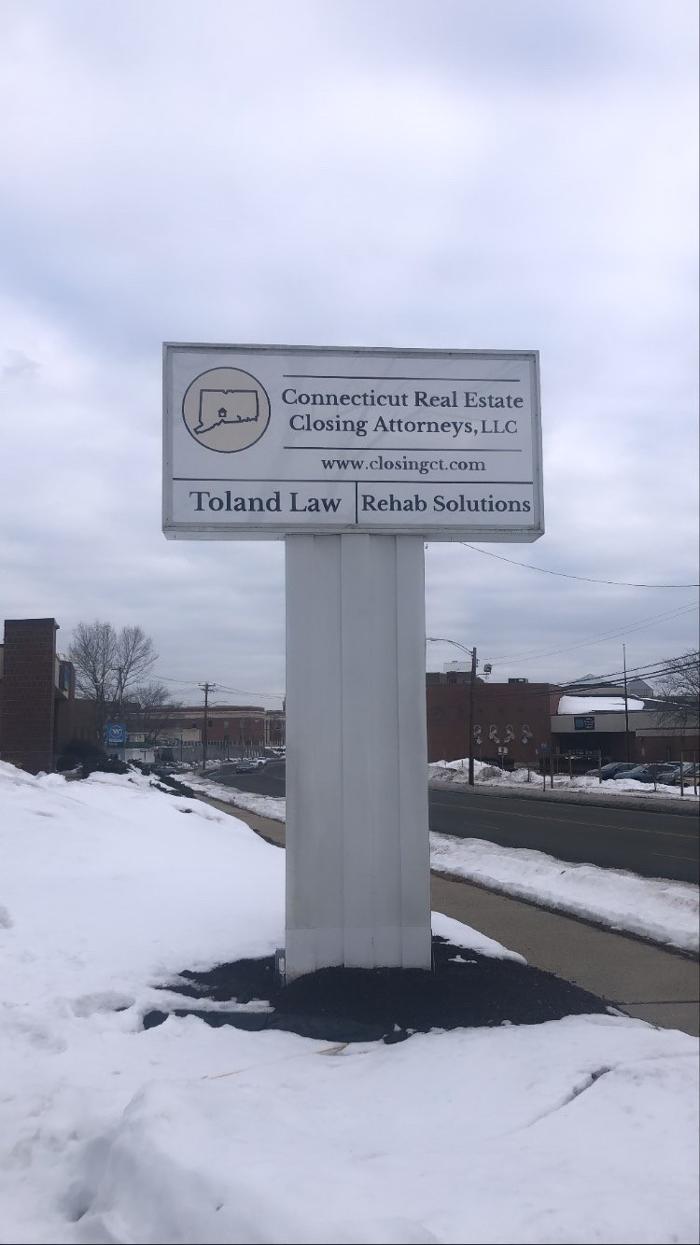 Connecticut Real Estate
Closing Attorneys, LLC
www.closingct.com
Toland Law
Rehab Solutions